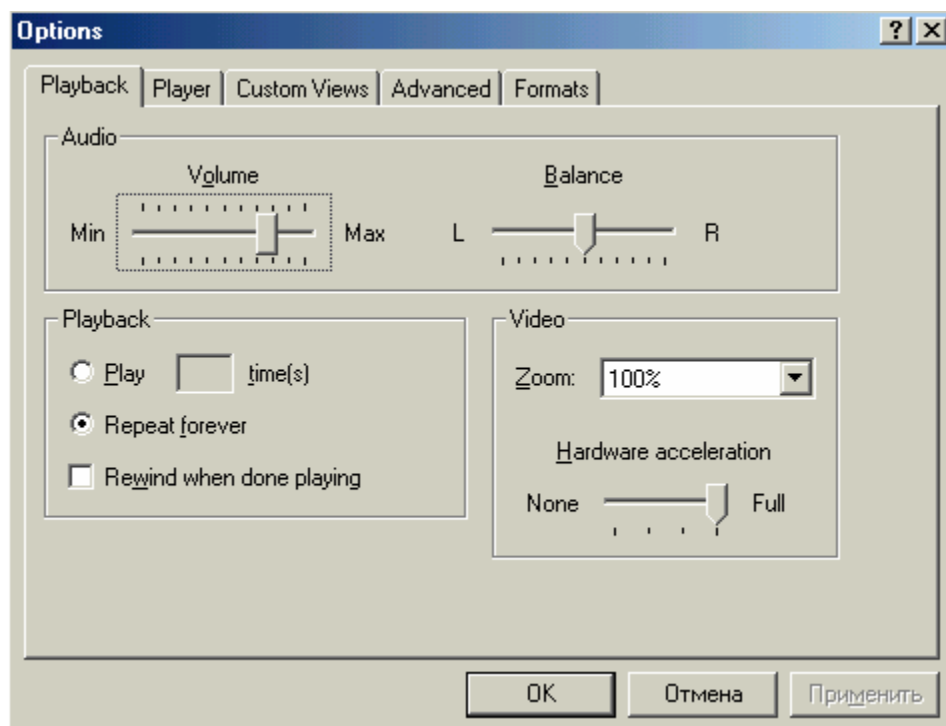 Options
Playback Player Custom Views Advanced Formats
Audio
Volume Balance
Min Max L R
Playback Video
Play time(s) Zoom: 100%
Repeat forever
Hardware acceleration
Rewind when done playing
None Full
OK Отмена Применить